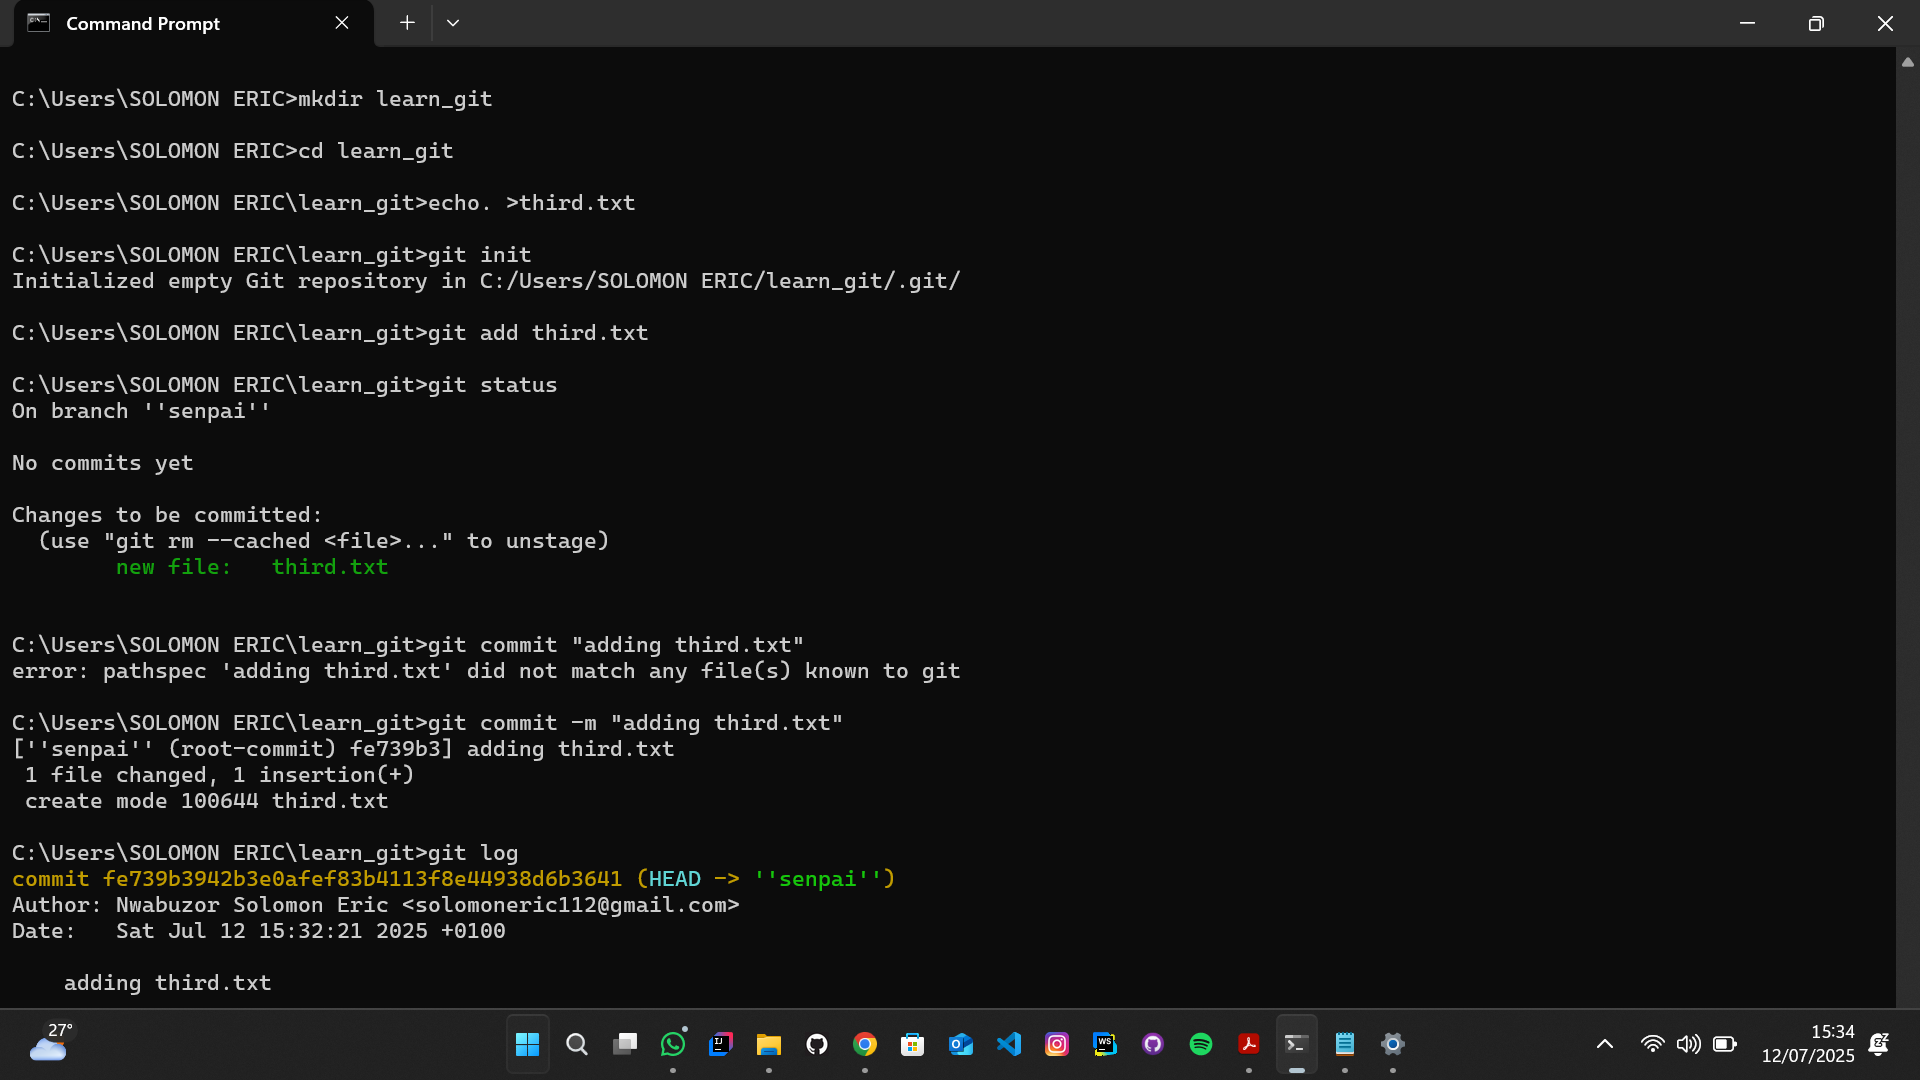 Command Prompt
C:\Users\SOLOMON ERIC>mkdir learn_git
C:\Users\SOLOMON ERIC>cd learn_git
C:\Users\SOLOMON ERIC\learn_git>echo. >third.txt
C:\Users\SOLOMON ERIC\learn_git>git init
Initialized empty Git repository in C:/Users/SOLOMON ERIC/learn_git/.git/
C:\Users\SOLOMON ERIC\learn_git>git add third.txt
C:\Users\SOLOMON ERIC\learn_git>git status
On branch ''senpai''
No commits yet
Changes to be committed:
  (use "git rm --cached <file>..." to unstage)
        new file:   third.txt
C:\Users\SOLOMON ERIC\learn_git>git commit "adding third.txt"
error: pathspec 'adding third.txt' did not match any file(s) known to git
C:\Users\SOLOMON ERIC\learn_git>git commit -m "adding third.txt"
[''senpai'' (root-commit) fe739b3] adding third.txt
 1 file changed, 1 insertion(+)
 create mode 100644 third.txt
C:\Users\SOLOMON ERIC\learn_git>git log
commit fe739b3942b3e0afef83b4113f8e44938d6b3641 (HEAD -> ''senpai'')
Author: Nwabuzor Solomon Eric <solomoneric112@gmail.com>
Date:   Sat Jul 12 15:32:21 2025 +0100
    adding third.txt
27°
15:34
12/07/2025